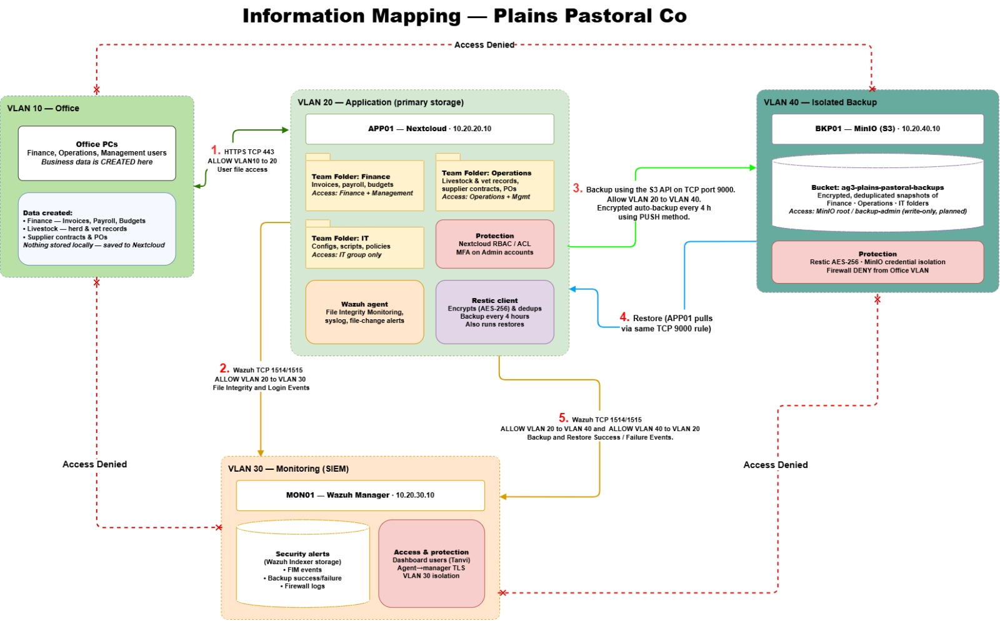 Information Mapping — Plains Pastoral Co
Access Denied
VLAN 10 — Office
Office PCs
Finance, Operations, Management users
Business data is CREATED here
Data created:
• Finance — Invoices, Payroll, Budgets
• Livestock — herd & vet records
• Supplier contracts & POs
Nothing stored locally — saved to Nextcloud
1. HTTPS TCP 443
ALLOW VLAN10 to 20
User file access
VLAN 20 — Application (primary storage)
APP01 — Nextcloud · 10.20.20.10
Team Folder: Finance
Invoices, payroll, budgets
Access: Finance + Management
Team Folder: Operations
Livestock & vet records,
supplier contracts, POs
Access: Operations + Mgmt
Team Folder: IT
Configs, scripts, policies
Access: IT group only
Protection
Nextcloud RBAC / ACL
MFA on Admin accounts
Wazuh agent
File Integrity Monitoring,
syslog, file-change alerts
Restic client
Encrypts (AES-256) & dedups
Backup every 4 hours
Also runs restores
3. Backup using the S3 API on TCP port 9000.
Allow VLAN 20 to VLAN 40.
Encrypted auto-backup every 4 h
using PUSH method.
4. Restore (APP01 pulls
via same TCP 9000 rule)
VLAN 40 — Isolated Backup
BKP01 — MinIO (S3) · 10.20.40.10
Bucket: ag3-plains-pastoral-backups
Encrypted, deduplicated snapshots of
Finance · Operations · IT folders
Access: MinIO root / backup-admin (write-only, planned)
Protection
Restic AES-256 · MinIO credential isolation
Firewall DENY from Office VLAN
2. Wazuh TCP 1514/1515
ALLOW VLAN 20 to VLAN 30
File Integrity and Login Events
5. Wazuh TCP 1514/1515
ALLOW VLAN 20 to VLAN 40 and ALLOW VLAN 40 to VLAN 20
Backup and Restore Success / Failure Events.
Access Denied
Access Denied
VLAN 30 — Monitoring (SIEM)
MON01 — Wazuh Manager · 10.20.30.10
Security alerts
(Wazuh Indexer storage)
• FIM events
• Backup success/failure
• Firewall logs
Access & protection
Dashboard users (Tanvi)
Agent→manager TLS
VLAN 30 isolation